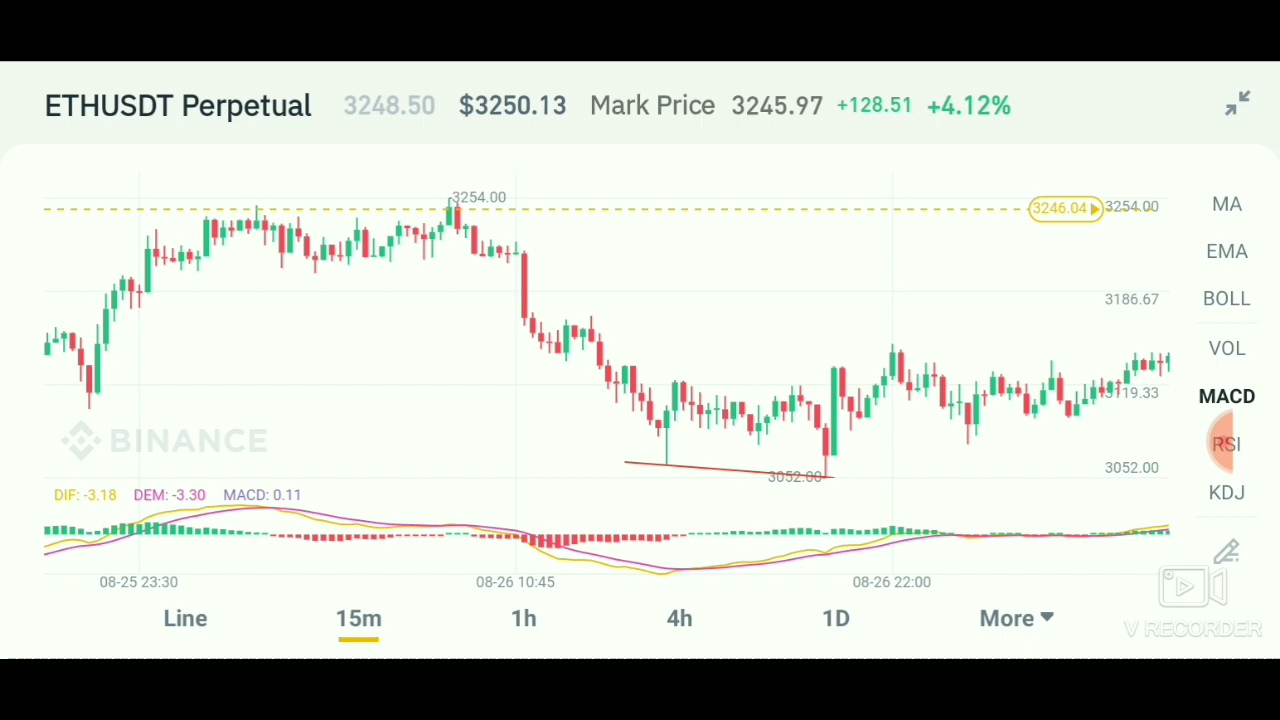 ETHUSDT Perpetual 3248.50 $3250.13 Mark Price 3245.97 +128.51 +4.12%
3254.00
3246.04
3254.00
MA
EMA
BOLL
3186.67
VOL
3119.33
MACD
BINANCE
RSI
3052.00
3052.00
KDJ
DIF: -3.18 DEM: -3.30 MACD: 0.11
08-25 23:30 08-26 10:45 08-26 22:00
Line 15m 1h 4h 1D More
V RECORDER